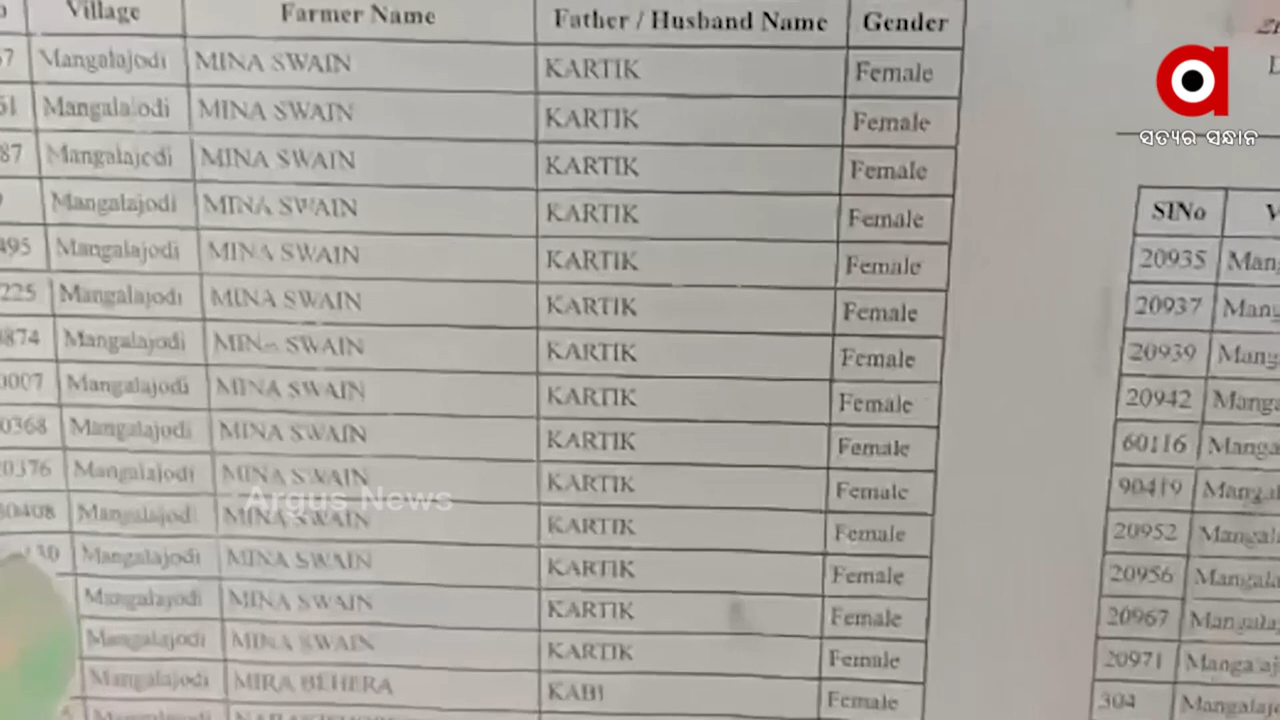 Village Farmer Name Father / Husband Name Gender
Mangalajodi MINA SWAIN KARTIK Female
Mangalajodi MINA SWAIN KARTIK Female
Mangalajodi MINA SWAIN KARTIK Female
Mangalajodi MINA SWAIN KARTIK Female
Mangalajodi MINA SWAIN KARTIK Female
Mangalajodi MINA SWAIN KARTIK Female
Mangalajodi MINA SWAIN KARTIK Female
Mangalajodi MINA SWAIN KARTIK Female
Mangalajodi MINA SWAIN KARTIK Female
Mangalajodi MINA SWAIN KARTIK Female
Mangalajodi MINA SWAIN KARTIK Female
Mangalajodi MINA SWAIN KARTIK Female
Mangalajodi MINA SWAIN KARTIK Female
Mangalajodi MINA SWAIN KARTIK Female
Mangalajodi MIRA BEHERA KABI Female
Argus News
ସତ୍ୟର ସନ୍ଧାନ
SlNo
20935
20937
20939
20942
60116
90419
20952
20956
20967
20971
304